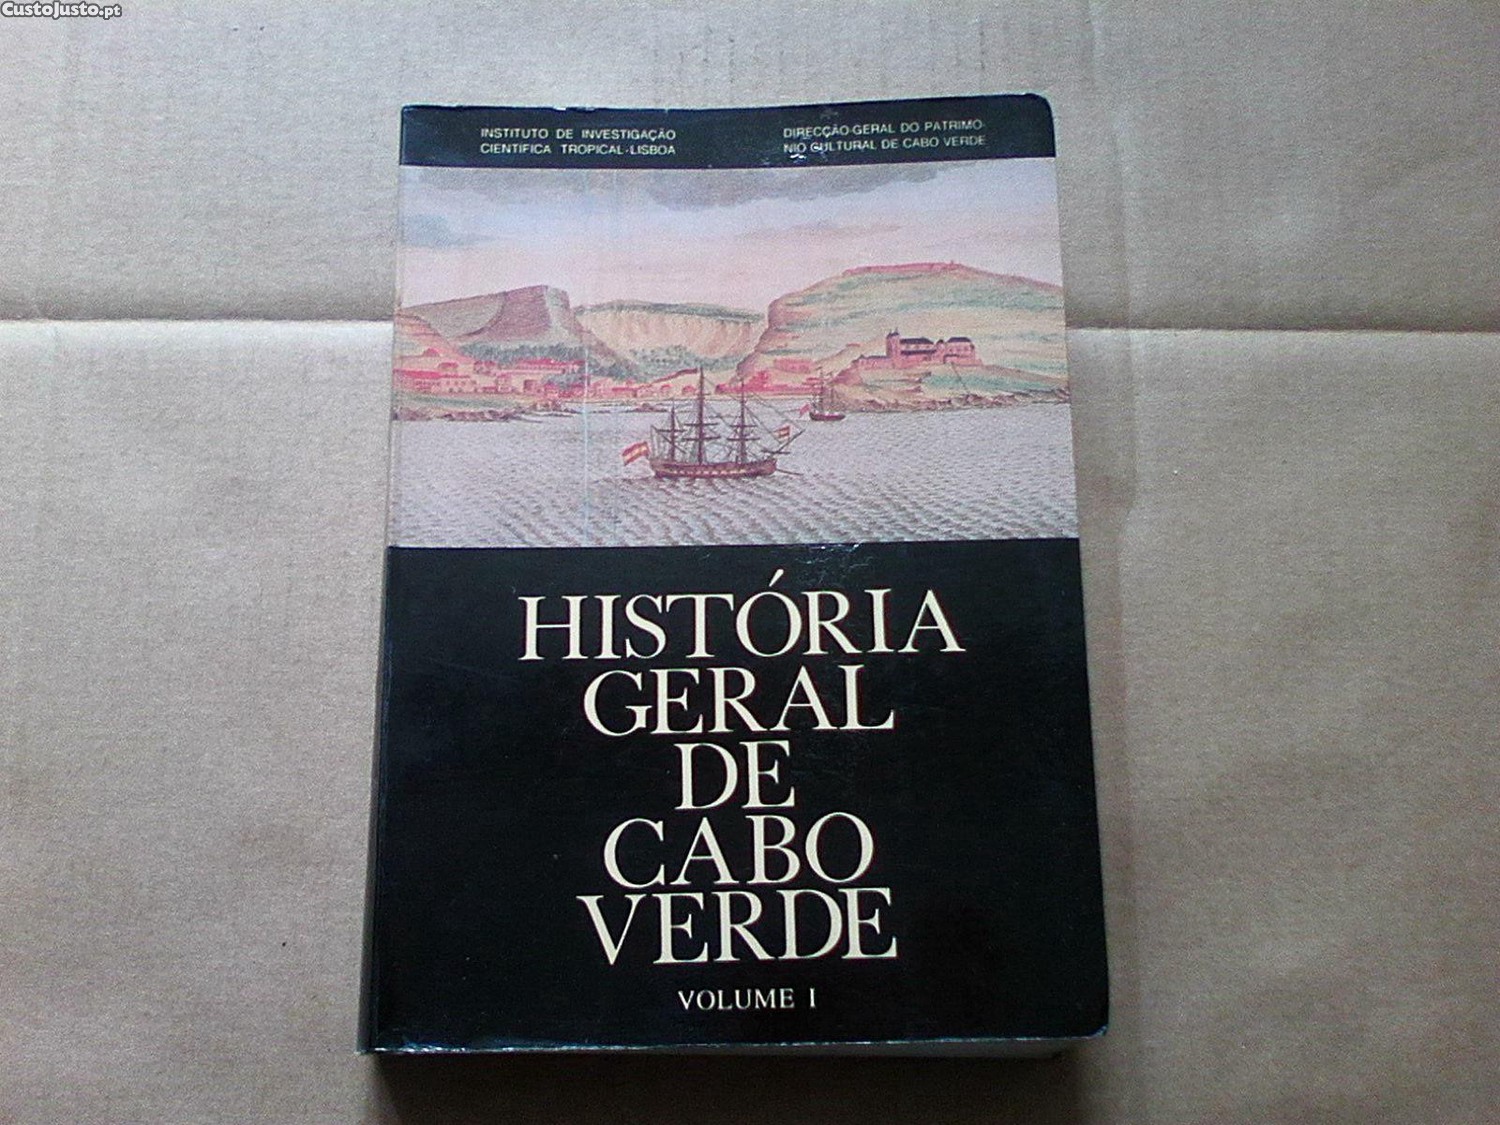 CustoJusto.pt
INSTITUTO DE INVESTIGAÇÃO
CIENTIFICA TROPICAL-LISBOA
DIRECÇÃO-GERAL DO PATRIMO-
NIO CULTURAL DE CABO VERDE
HISTÓRIA
GERAL
DE
CABO
VERDE
VOLUME I